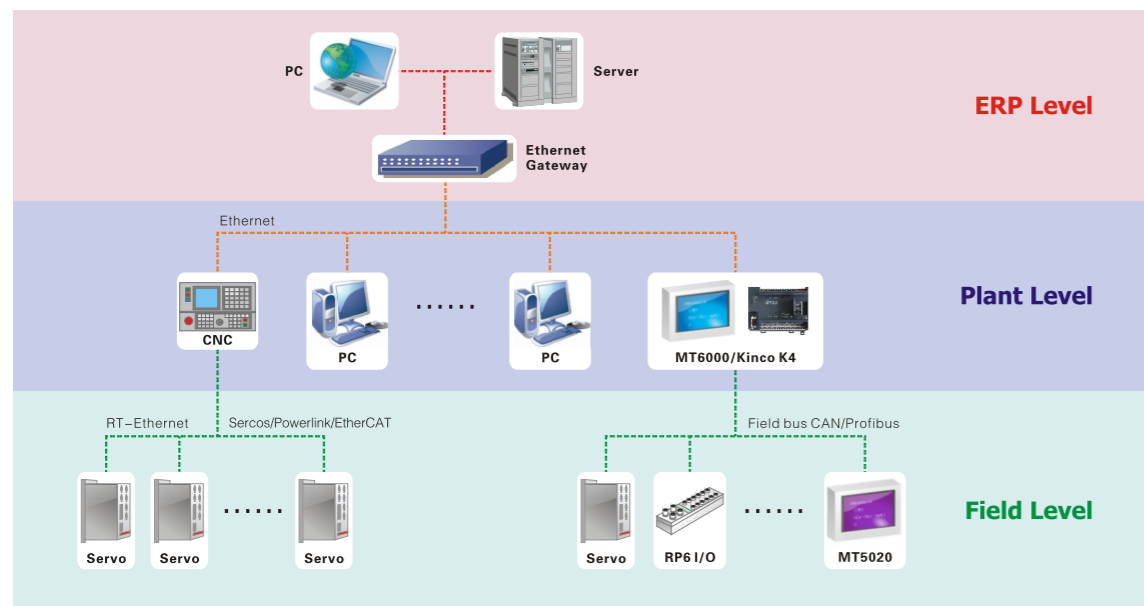 PC
Server
ERP Level
Ethernet
Gateway
Ethernet
Plant Level
CNC
PC
......
PC
MT6000/Kinco K4
RT-Ethernet
Sercos/Powerlink/EtherCAT
Field bus CAN/Profibus
Field Level
Servo
Servo
......
Servo
Servo
RP6 I/O
......
MT5020